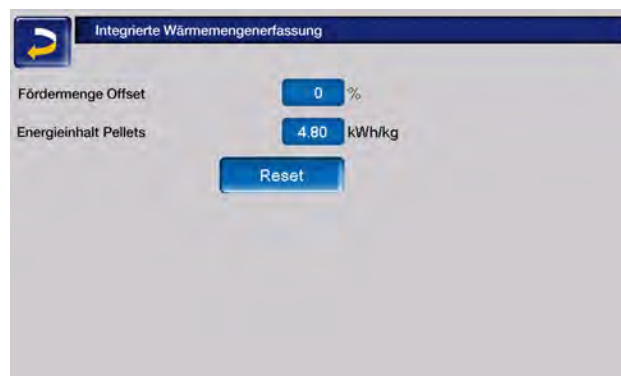 Integrierte Wärmemengenerfassung
Fördermenge Offset 0 %
Energieinhalt Pellets 4.80 kWh/kg
Reset